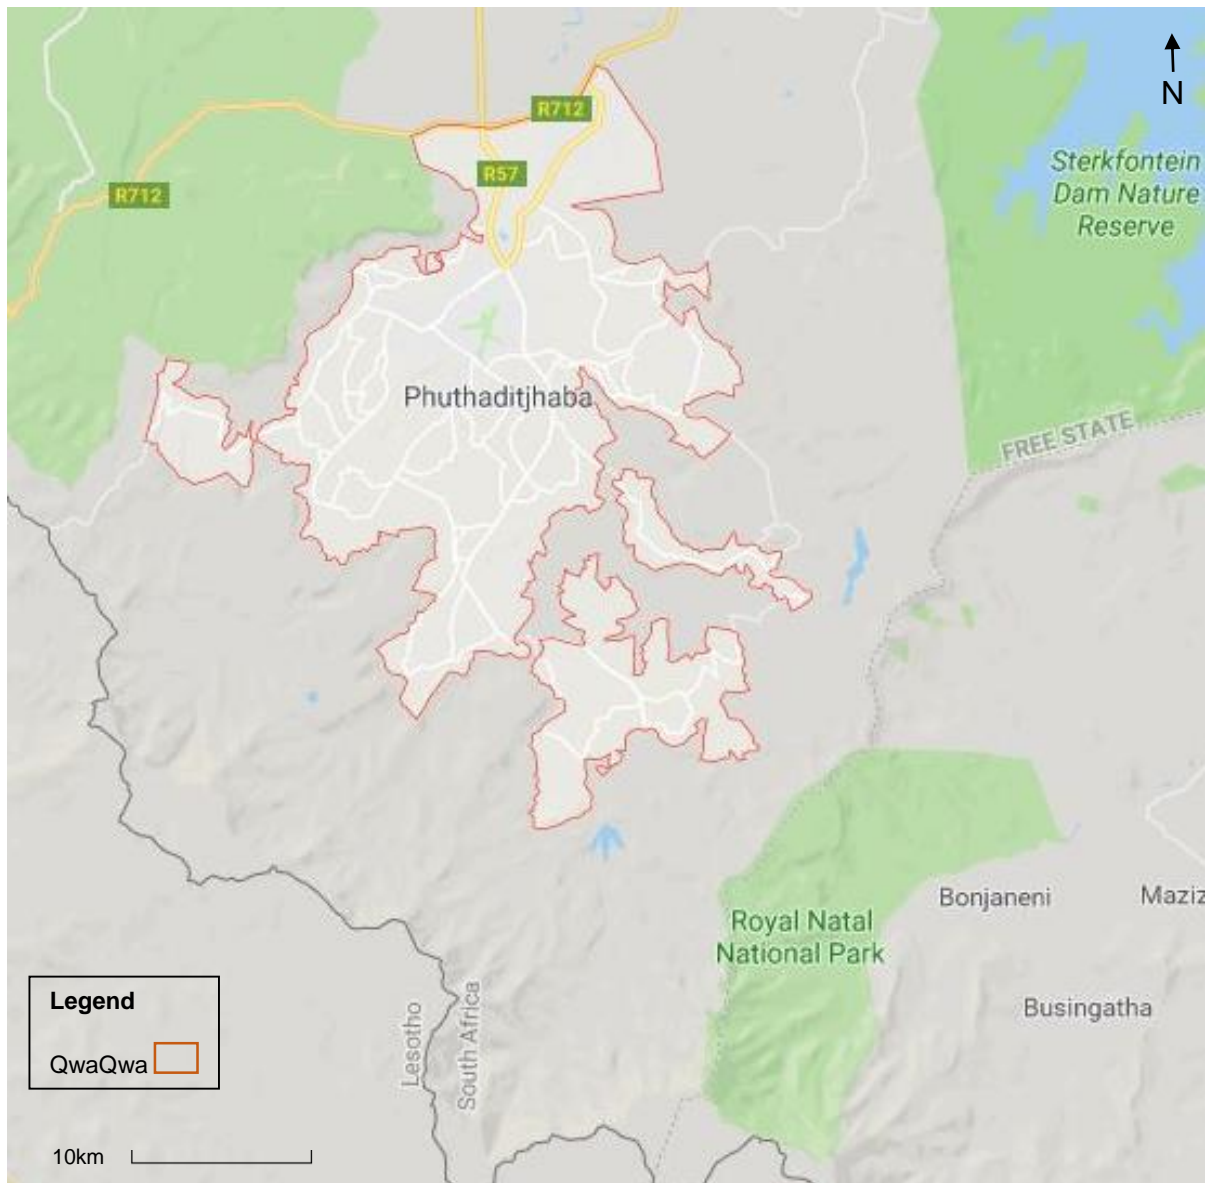 N
R712
Sterkfontein
Dam Nature
Reserve
R57
R712
Phuthaditjhaba
FREE STATE
Bonjaneni
Maziz
Royal Natal
National Park
Busingatha
Legend
QwaQwa
Lesotho
South Africa
10km